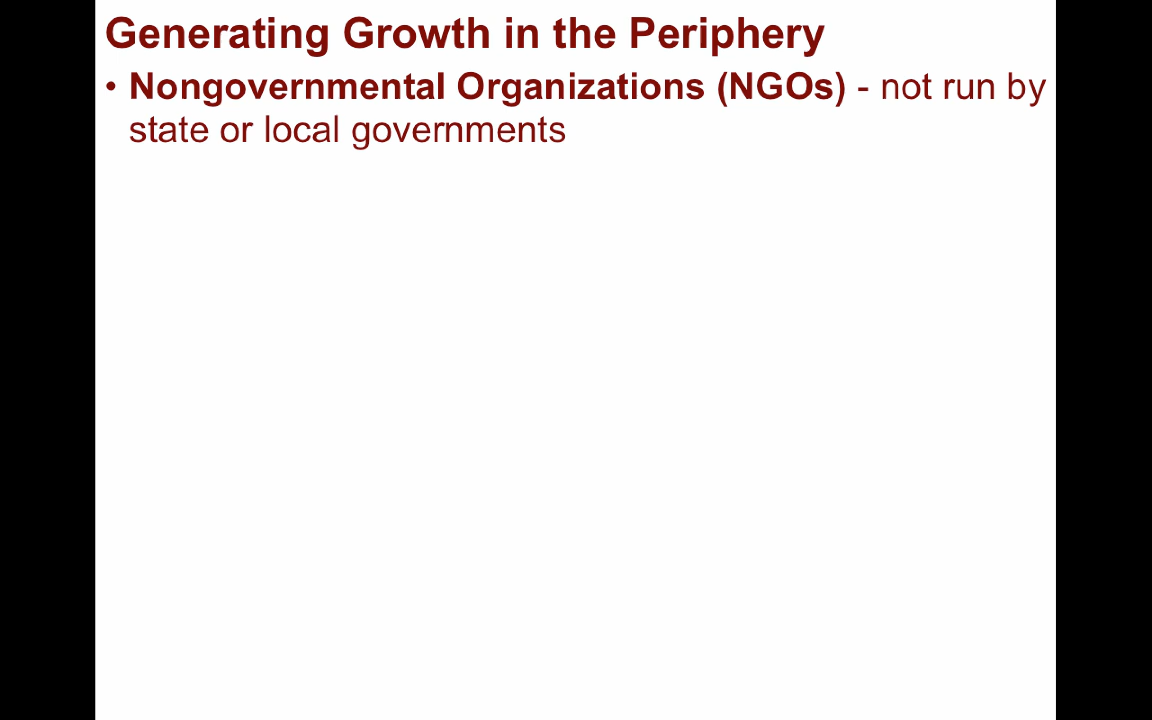 Generating Growth in the Periphery
• Nongovernmental Organizations (NGOs) - not run by
state or local governments